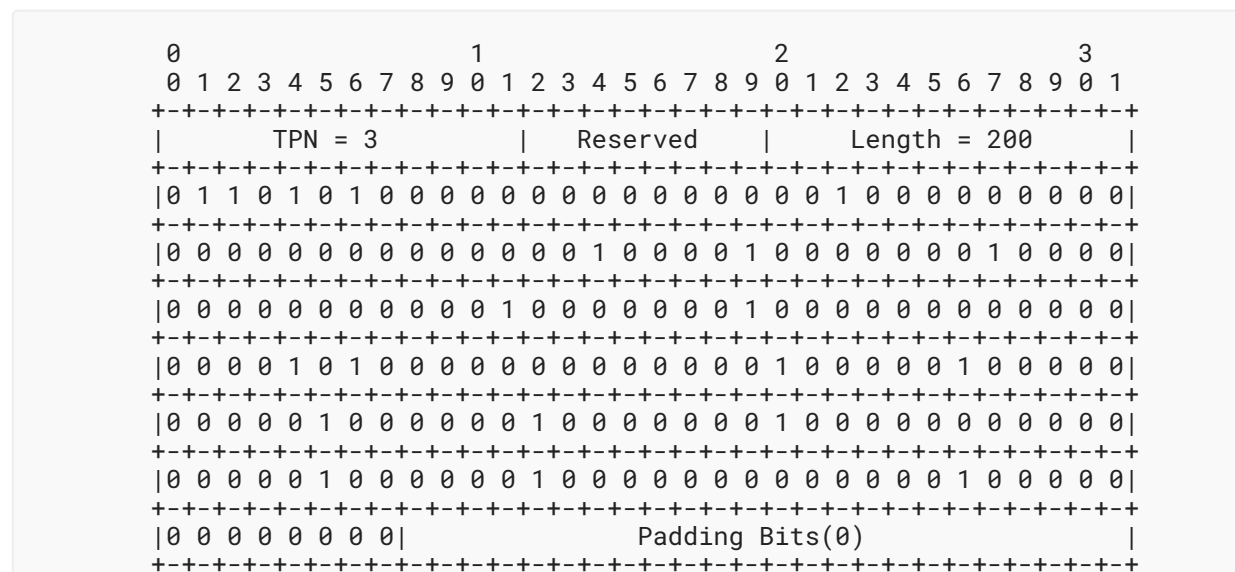 0                   1                   2                   3
0 1 2 3 4 5 6 7 8 9 0 1 2 3 4 5 6 7 8 9 0 1 2 3 4 5 6 7 8 9 0 1
+-+-+-+-+-+-+-+-+-+-+-+-+-+-+-+-+-+-+-+-+-+-+-+-+-+-+-+-+-+-+-+-+
|       TPN = 3         |   Reserved    |     Length = 200      |
+-+-+-+-+-+-+-+-+-+-+-+-+-+-+-+-+-+-+-+-+-+-+-+-+-+-+-+-+-+-+-+-+
|0 1 1 0 1 0 1 0 0 0 0 0 0 0 0 0 0 0 0 0 0 0 1 0 0 0 0 0 0 0 0 0|
+-+-+-+-+-+-+-+-+-+-+-+-+-+-+-+-+-+-+-+-+-+-+-+-+-+-+-+-+-+-+-+-+
|0 0 0 0 0 0 0 0 0 0 0 0 0 0 1 0 0 0 0 1 0 0 0 0 0 0 0 1 0 0 0 0|
+-+-+-+-+-+-+-+-+-+-+-+-+-+-+-+-+-+-+-+-+-+-+-+-+-+-+-+-+-+-+-+-+
|0 0 0 0 0 0 0 0 0 0 0 1 0 0 0 0 0 0 0 1 0 0 0 0 0 0 0 0 0 0 0 0|
+-+-+-+-+-+-+-+-+-+-+-+-+-+-+-+-+-+-+-+-+-+-+-+-+-+-+-+-+-+-+-+-+
|0 0 0 0 1 0 1 0 0 0 0 0 0 0 0 0 0 0 0 0 1 0 0 0 0 0 1 0 0 0 0 0|
+-+-+-+-+-+-+-+-+-+-+-+-+-+-+-+-+-+-+-+-+-+-+-+-+-+-+-+-+-+-+-+-+
|0 0 0 0 0 1 0 0 0 0 0 0 1 0 0 0 0 0 0 0 1 0 0 0 0 0 0 0 0 0 0 0|
+-+-+-+-+-+-+-+-+-+-+-+-+-+-+-+-+-+-+-+-+-+-+-+-+-+-+-+-+-+-+-+-+
|0 0 0 0 0 1 0 0 0 0 0 0 1 0 0 0 0 0 0 0 0 0 0 0 0 0 1 0 0 0 0 0|
+-+-+-+-+-+-+-+-+-+-+-+-+-+-+-+-+-+-+-+-+-+-+-+-+-+-+-+-+-+-+-+-+
|0 0 0 0 0 0 0 0|               Padding Bits(0)                 |
+-+-+-+-+-+-+-+-+-+-+-+-+-+-+-+-+-+-+-+-+-+-+-+-+-+-+-+-+-+-+-+-+